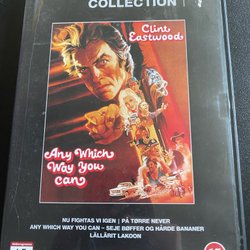 COLLECTION
Clint
Eastwood
Any Which
Way You
Can
NU FIGHTAS VI IGEN | PÅ TØRRE NEVER
ANY WHICH WAY YOU CAN – SEJE BØFFER OG HÅRDE BANANER
LÄLLÄRIT LAKOON